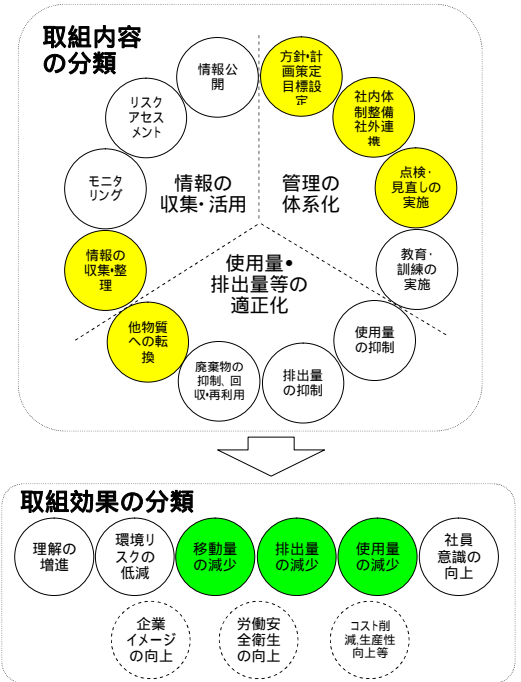 取組内容
の分類
情報公
開
方針・計
画策定
目標設
定
リスク
アセス
メント
社内体
制整備
社外連
携
モニタ
リング
情報の
収集・活用
管理の
体系化
点検・
見直しの
実施
情報の
収集・整
理
使用量・
排出量等の
適正化
教育・
訓練の
実施
他物質
への転
換
使用量
の抑制
廃棄物の
抑制、回
収・再利用
排出量
の抑制
取組効果の分類
理解の
増進
環境リ
スクの
低減
移動量
の減少
排出量
の減少
使用量
の減少
社員
意識の
向上
企業
イメージ
の向上
労働安
全衛生
の向上
コスト削
減,生産性
向上等